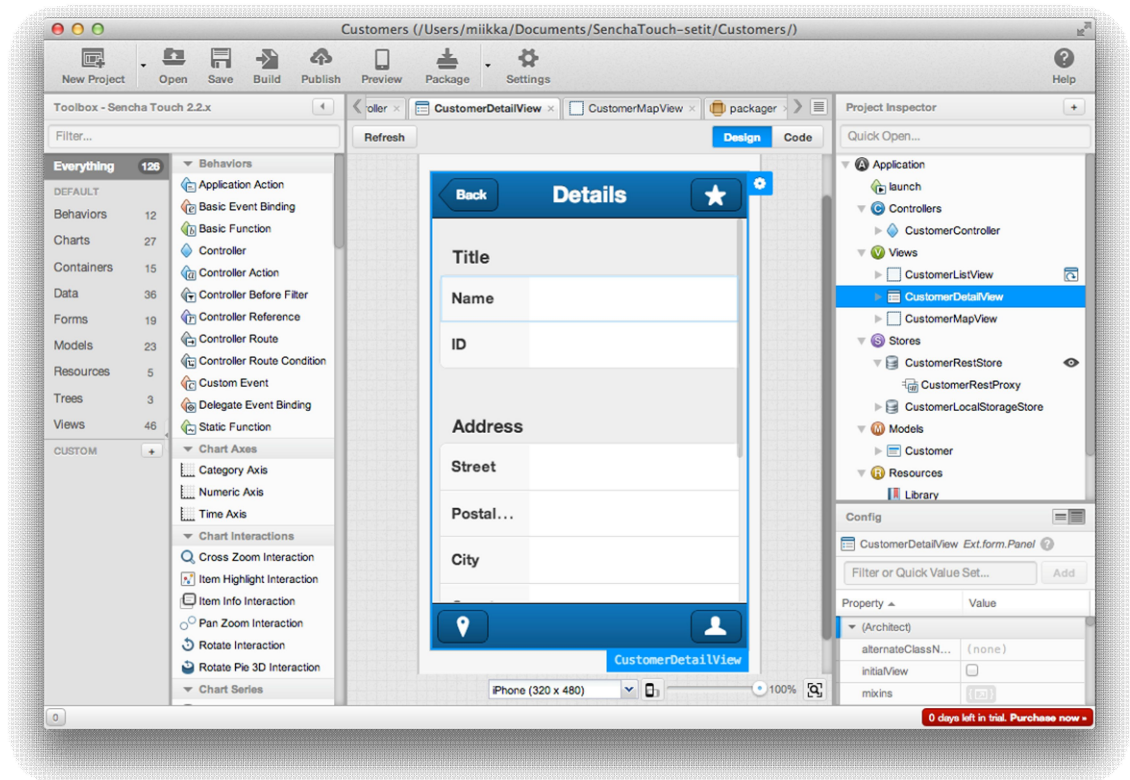 Customers (/Users/miikka/Documents/SenchaTouch-setit/Customers/)
New Project
Open
Save
Build
Publish
Preview
Package
Settings
Help
Toolbox - Sencha Touch 2.2.x
Filter...
Everything 126
DEFAULT
Behaviors 12
Charts 27
Containers 15
Data 36
Forms 19
Models 23
Resources 5
Trees 3
Views 46
CUSTOM +
Behaviors
Application Action
Basic Event Binding
Basic Function
Controller
Controller Action
Controller Before Filter
Controller Reference
Controller Route
Controller Route Condition
Custom Event
Delegate Event Binding
Static Function
Chart Axes
Category Axis
Numeric Axis
Time Axis
Chart Interactions
Cross Zoom Interaction
Item Highlight Interaction
Item Info Interaction
Pan Zoom Interaction
Rotate Interaction
Rotate Pie 3D Interaction
Chart Series
oller ×
CustomerDetailView ×
CustomerMapView ×
packager
Refresh
Design
Code
Back
Details
Title
Name
ID
Address
Street
Postal...
City
CustomerDetailView
iPhone (320 x 480)
100%
Project Inspector +
Quick Open...
Application
launch
Controllers
CustomerController
Views
CustomerListView
CustomerDetailView
CustomerMapView
Stores
CustomerRestStore
CustomerRestProxy
CustomerLocalStorageStore
Models
Customer
Resources
Library
Config
CustomerDetailView Ext.form.Panel ?
Filter or Quick Value Set...
Add
Property
Value
(Architect)
alternateClassN... (none)
initialView
mixins
0
0 days left in trial. Purchase now »